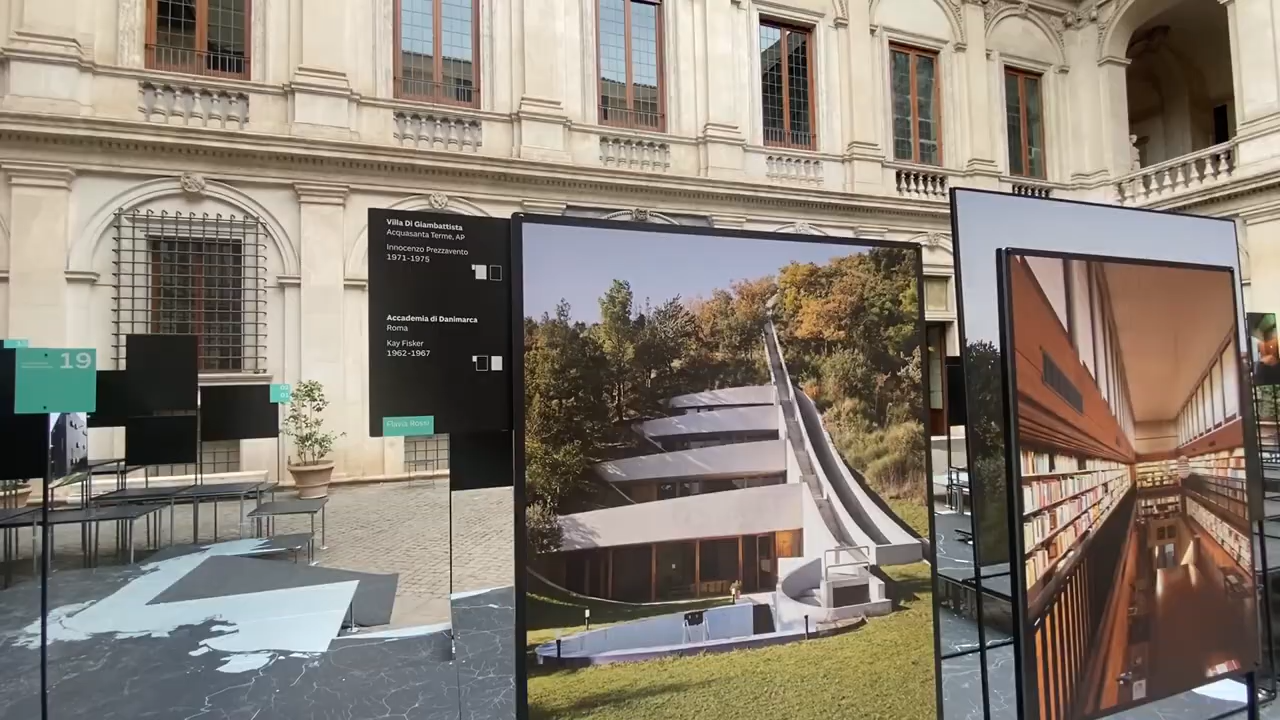 Villa Di Giambattista
Acquasanta Terme, AP
Innocenzo Prezzavento
1971-1975
Accademia di Danimarca
Roma
Kay Fisker
1962-1967
Flavia Rossi
19